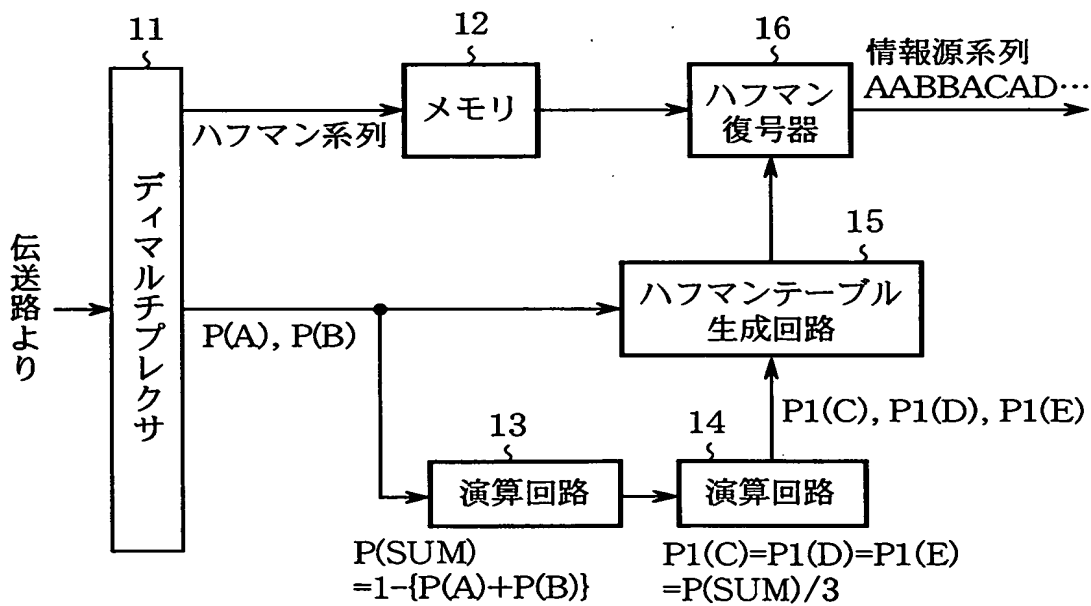 11
12
16
情報源系列
AABBACAD…
メモリ
ハフマン
復号器
ハフマン系列
ディマルチプレクサ
伝送路より
15
ハフマンテーブル
生成回路
P(A), P(B)
P1(C), P1(D), P1(E)
13
14
演算回路
演算回路
P(SUM)
=1-{P(A)+P(B)}
P1(C)=P1(D)=P1(E)
=P(SUM)/3